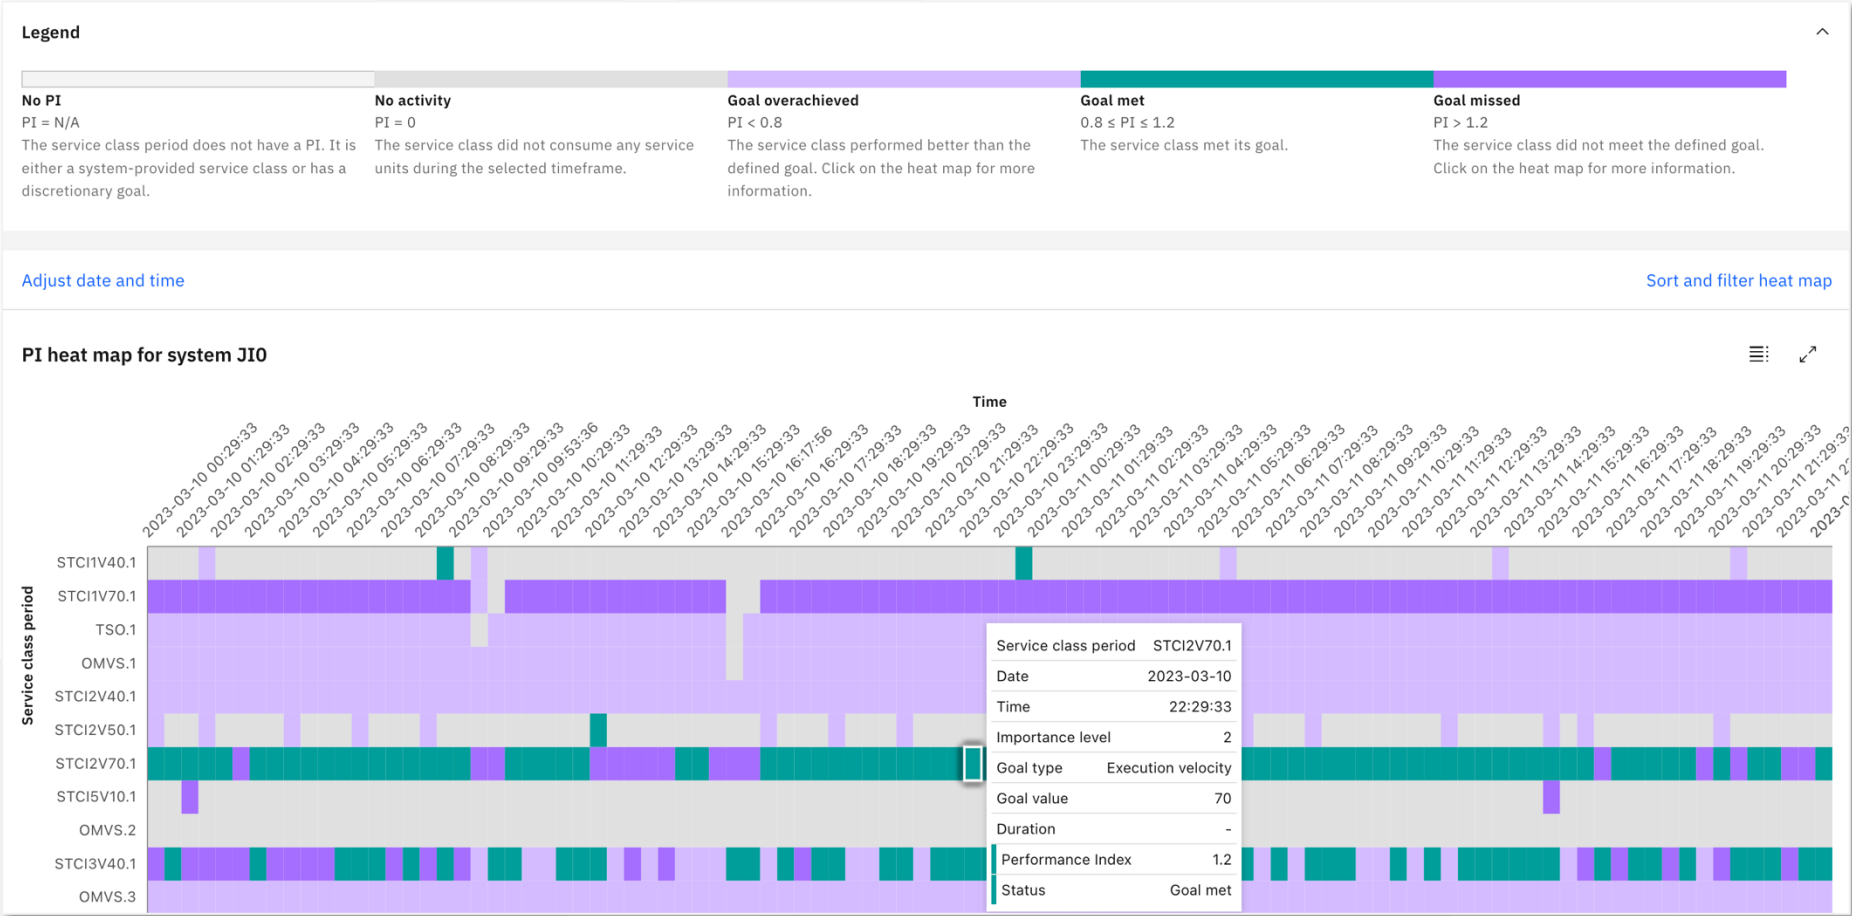 Legend
No PI
PI = N/A
The service class period does not have a PI. It is
either a system-provided service class or has a
discretionary goal.
No activity
PI = 0
The service class did not consume any service
units during the selected timeframe.
Goal overachieved
PI < 0.8
The service class performed better than the
defined goal. Click on the heat map for more
information.
Goal met
0.8 ≤ PI ≤ 1.2
The service class met its goal.
Goal missed
PI > 1.2
The service class did not meet the defined goal.
Click on the heat map for more information.
Adjust date and time
Sort and filter heat map
PI heat map for system JI0
Time
2023-03-10 00:29:33
2023-03-10 01:29:33
2023-03-10 02:29:33
2023-03-10 03:29:33
2023-03-10 04:29:33
2023-03-10 05:29:33
2023-03-10 06:29:33
2023-03-10 07:29:33
2023-03-10 08:29:33
2023-03-10 09:29:33
2023-03-10 09:53:36
2023-03-10 10:29:33
2023-03-10 11:29:33
2023-03-10 12:29:33
2023-03-10 13:29:33
2023-03-10 14:29:33
2023-03-10 15:29:33
2023-03-10 16:17:56
2023-03-10 16:29:33
2023-03-10 17:29:33
2023-03-10 18:29:33
2023-03-10 19:29:33
2023-03-10 20:29:33
2023-03-10 21:29:33
2023-03-10 22:29:33
2023-03-10 23:29:33
2023-03-11 00:29:33
2023-03-11 01:29:33
2023-03-11 02:29:33
2023-03-11 03:29:33
2023-03-11 04:29:33
2023-03-11 05:29:33
2023-03-11 06:29:33
2023-03-11 07:29:33
2023-03-11 08:29:33
2023-03-11 09:29:33
2023-03-11 10:29:33
2023-03-11 11:29:33
2023-03-11 12:29:33
2023-03-11 13:29:33
2023-03-11 14:29:33
2023-03-11 15:29:33
2023-03-11 16:29:33
2023-03-11 17:29:33
2023-03-11 18:29:33
2023-03-11 19:29:33
2023-03-11 20:29:33
2023-03-11 21:29:3
2023-03-11 2
2023-0
Service class period
STCI1V40.1
STCI1V70.1
TSO.1
OMVS.1
STCI2V40.1
STCI2V50.1
STCI2V70.1
STCI5V10.1
OMVS.2
STCI3V40.1
OMVS.3
Service class period STCI2V70.1
Date 2023-03-10
Time 22:29:33
Importance level 2
Goal type Execution velocity
Goal value 70
Duration -
Performance Index 1.2
Status Goal met